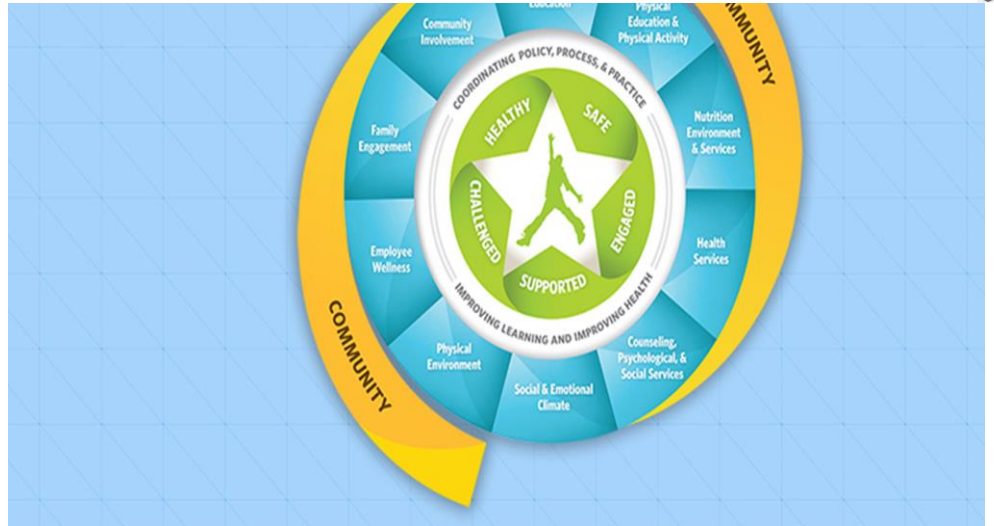 Education
Physical
Education &
Physical Activity
Nutrition
Environment
& Services
Health
Services
Counseling,
Psychological, &
Social Services
Social & Emotional
Climate
Physical
Environment
Employee
Wellness
Family
Engagement
Community
Involvement
COORDINATING POLICY, PROCESS, & PRACTICE
IMPROVING LEARNING AND IMPROVING HEALTH
HEALTHY
SAFE
ENGAGED
SUPPORTED
CHALLENGED
COMMUNITY
MMUNITY